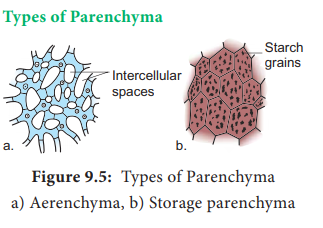 Types of Parenchyma
Intercellular
spaces
Starch
grains
a.
b.
Figure 9.5: Types of Parenchyma
a) Aerenchyma, b) Storage parenchyma